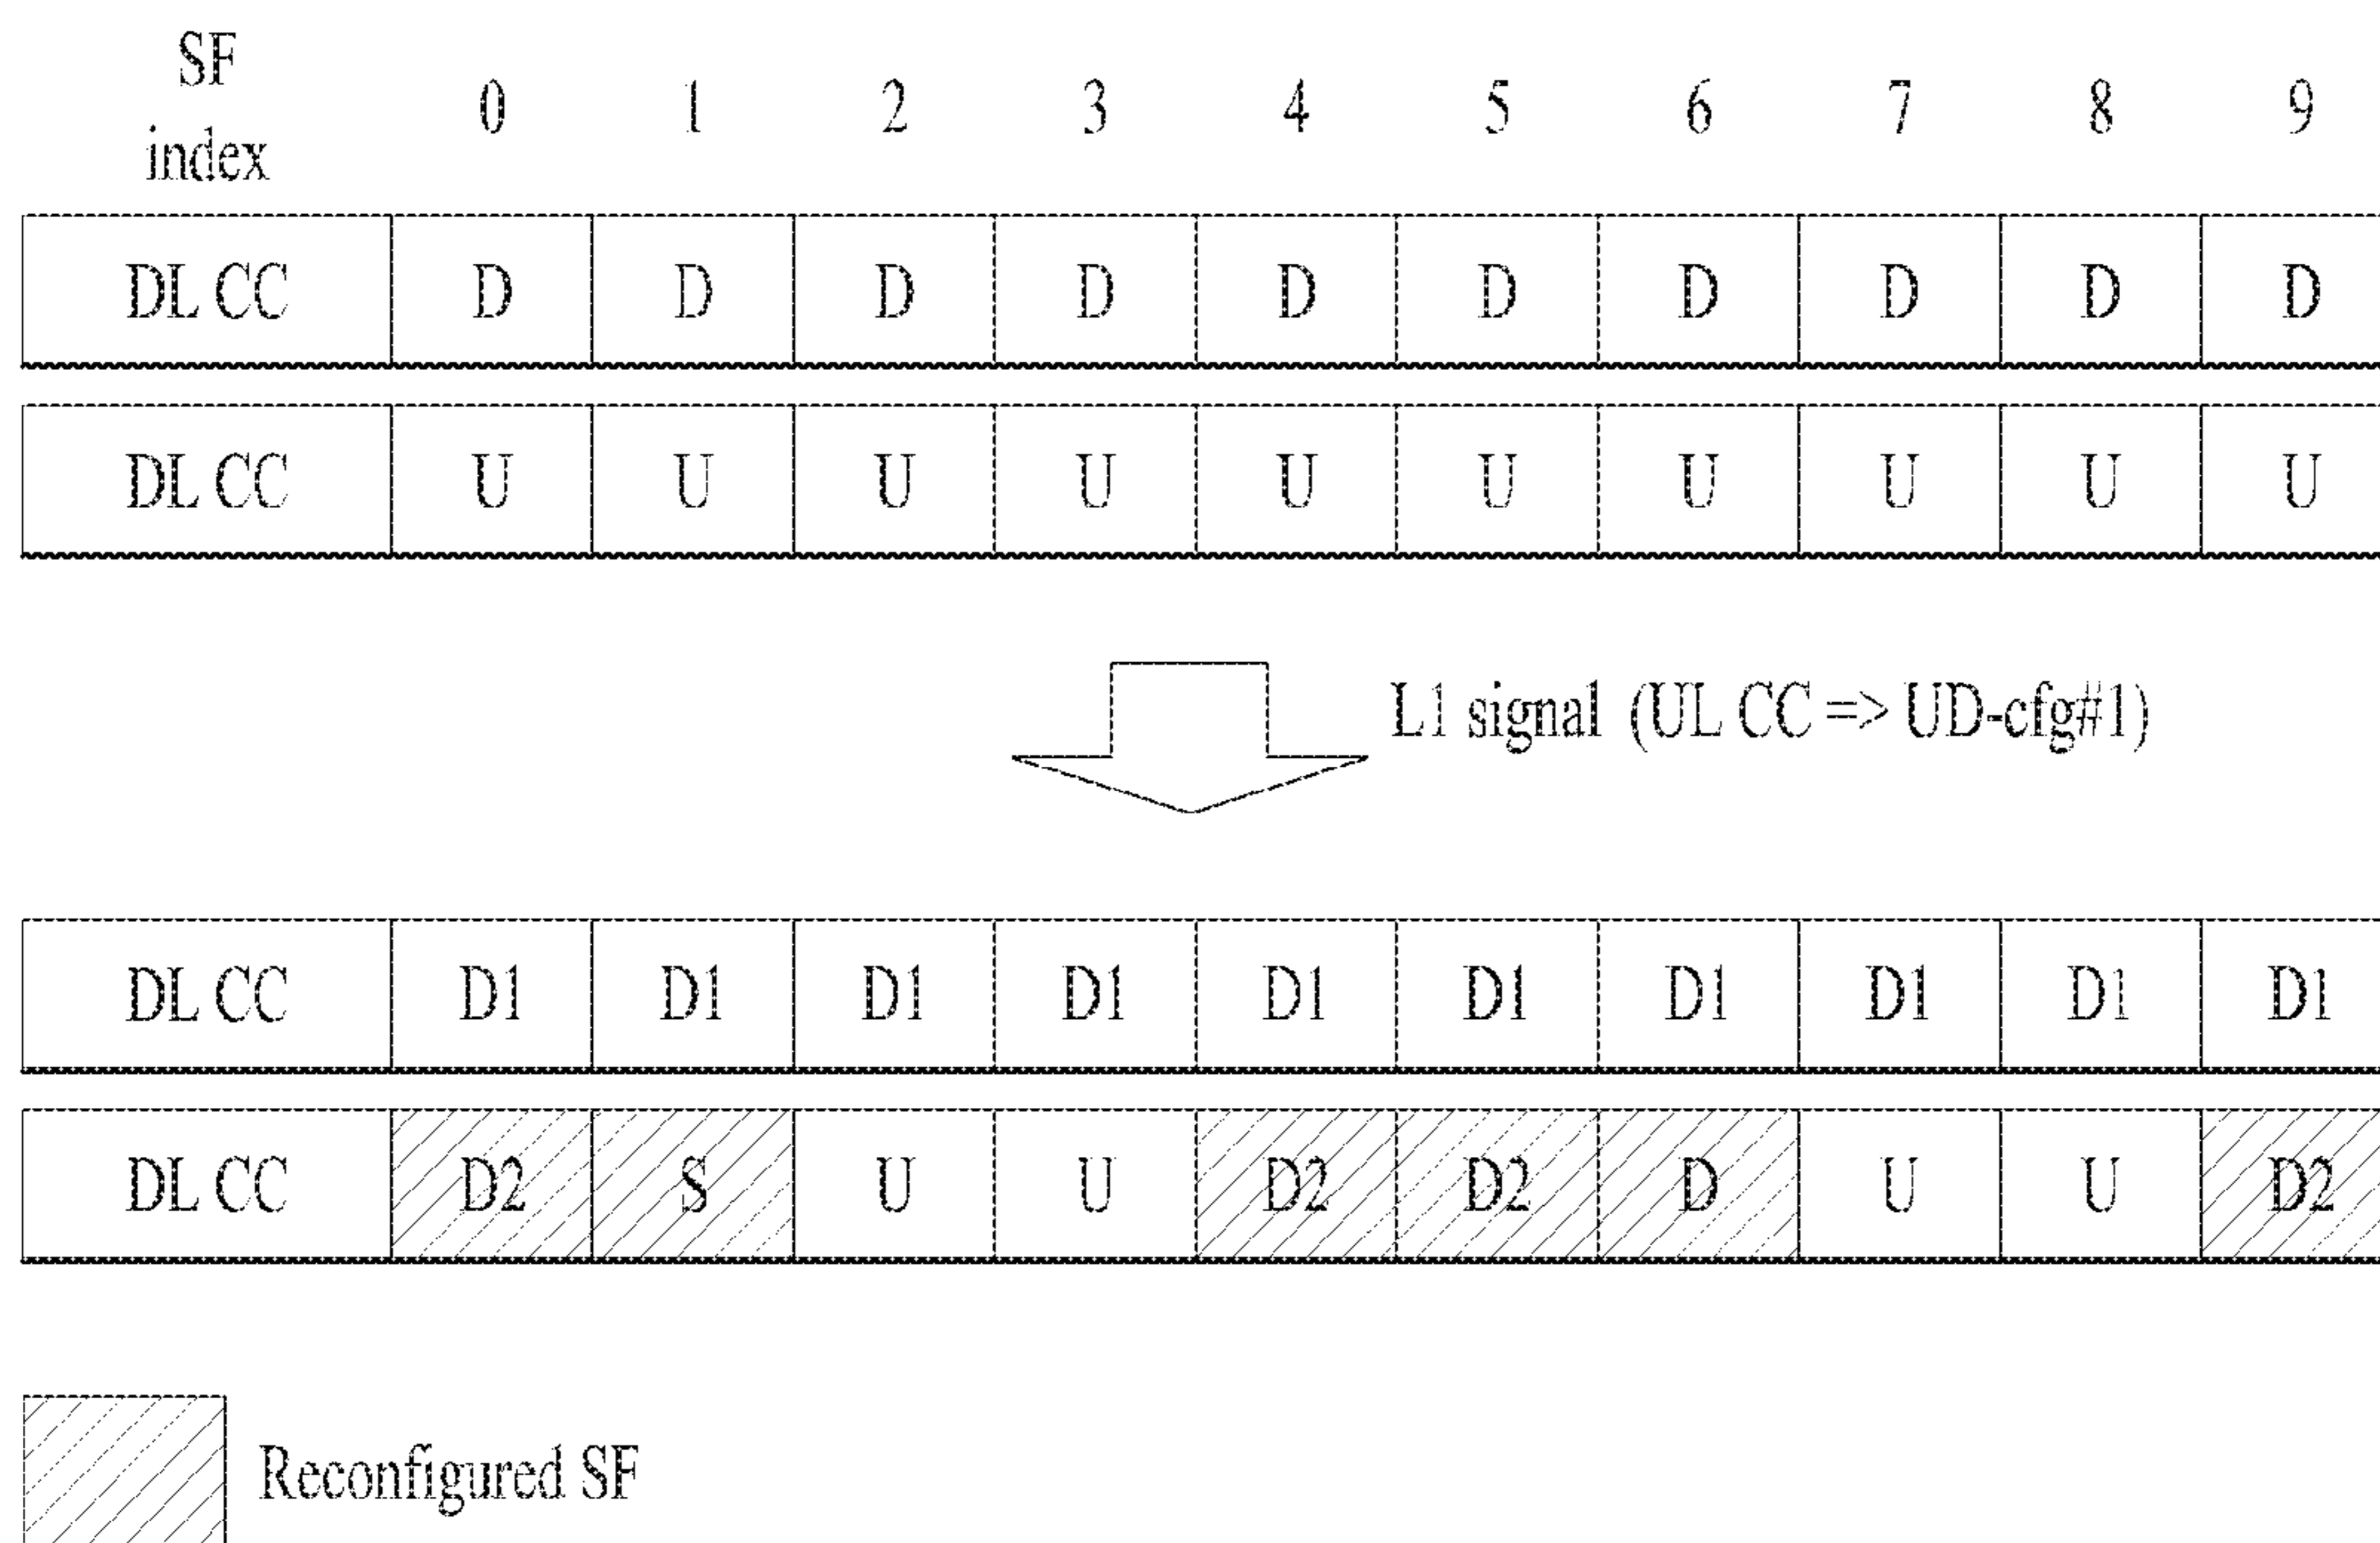 SF
index 0 1 2 3 4 5 6 7 8 9
DL CC D D D D D D D D D D
DL CC U U U U U U U U U U
L1 signal (UL CC => UD-cfg#1)
DL CC D1 D1 D1 D1 D1 D1 D1 D1 D1 D1
DL CC D2 S U U D2 D2 D U U D2
Reconfigured SF